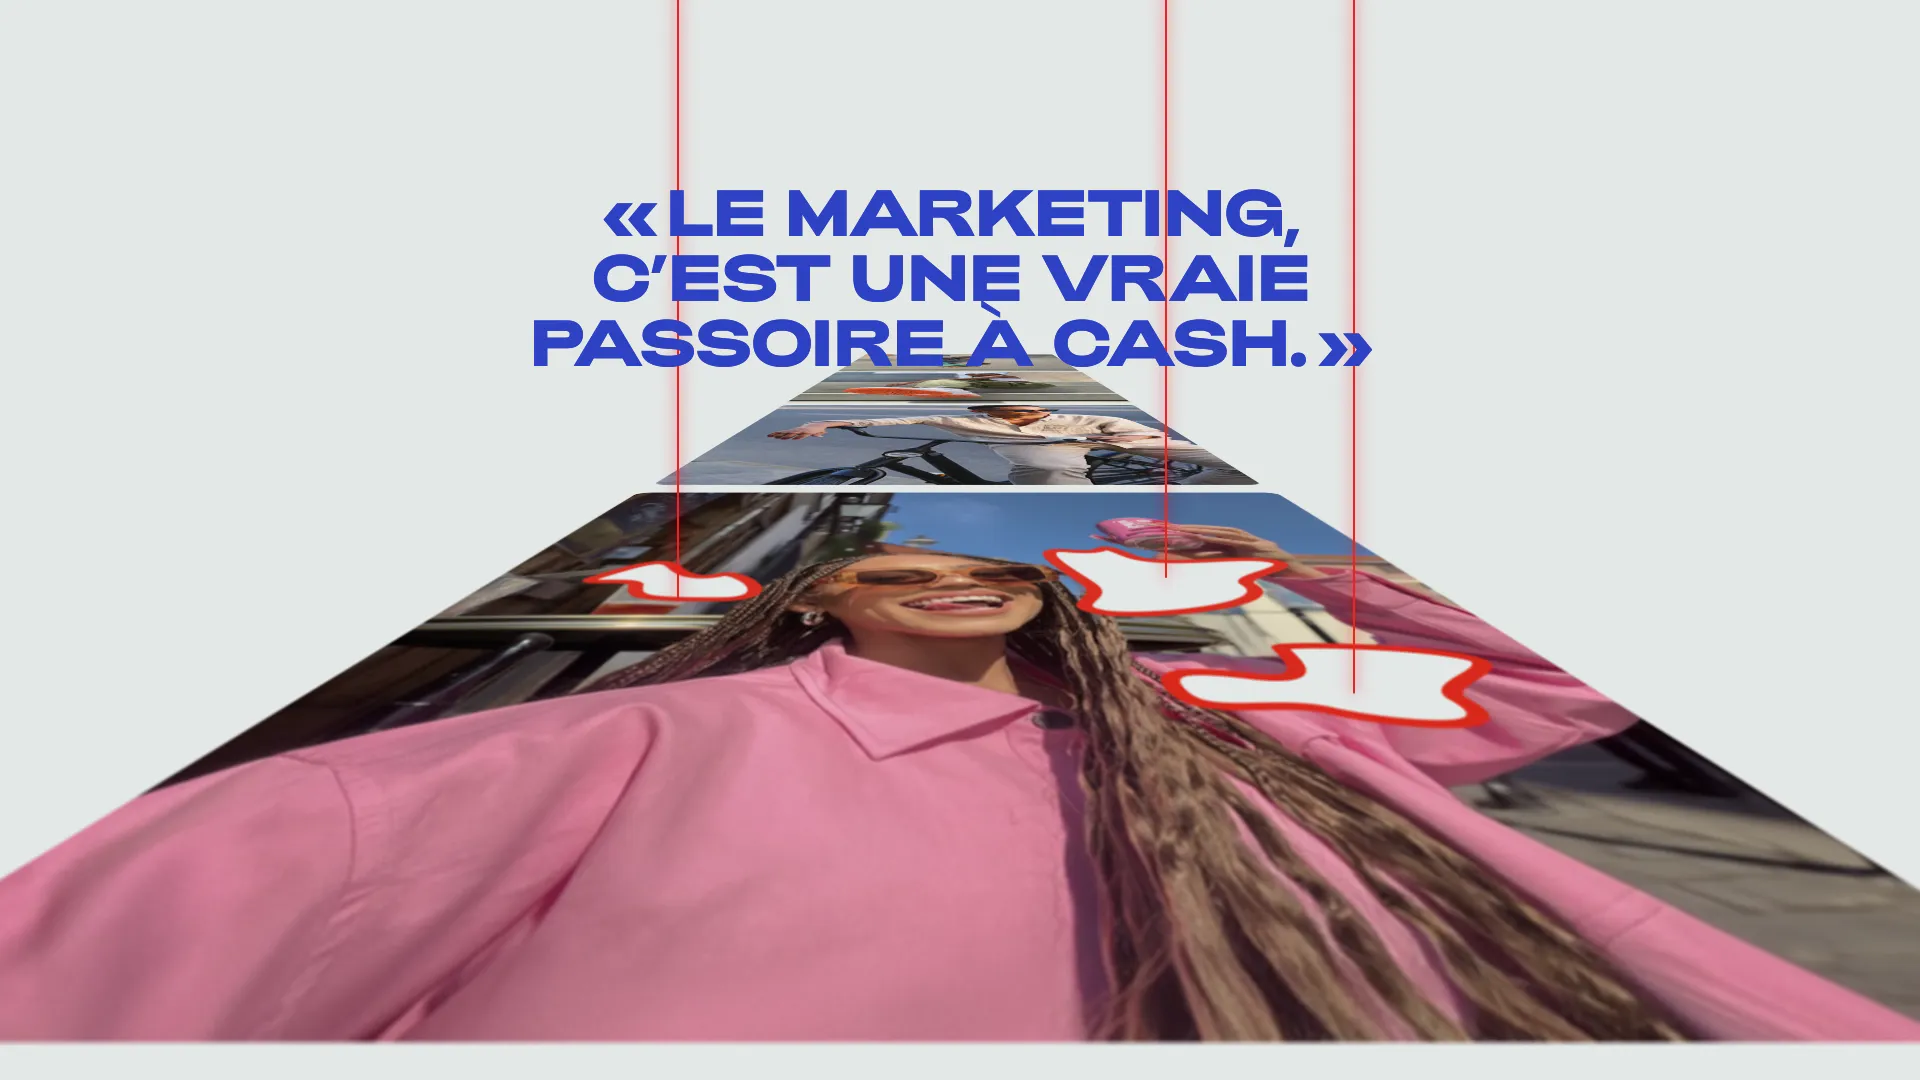 « LE MARKETING,
C’EST UNE VRAIE
PASSOIRE À CASH. »